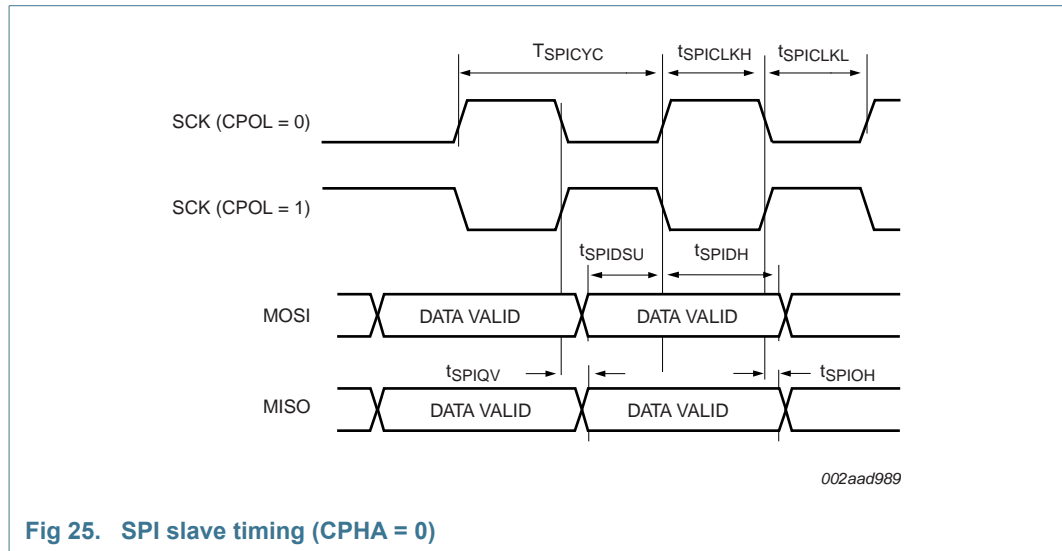 TSPICYC tSPICLKH tSPICLKL
SCK (CPOL = 0)
SCK (CPOL = 1)
tSPIDSU tSPIDH
MOSI DATA VALID DATA VALID
tSPIQV tSPIOH
MISO DATA VALID DATA VALID
002aad989
Fig 25. SPI slave timing (CPHA = 0)